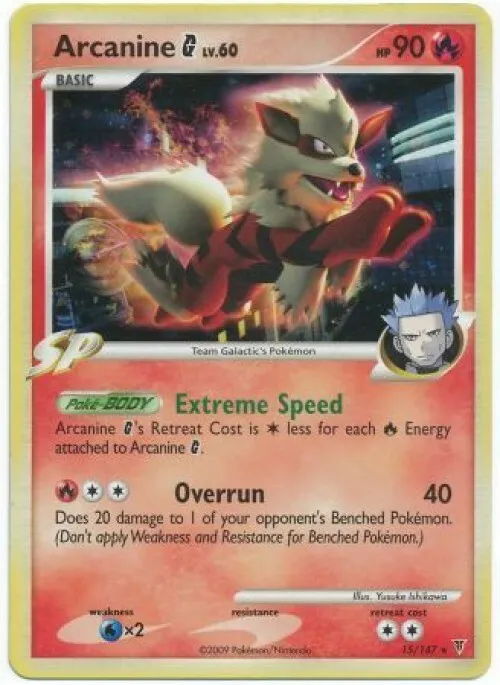 Arcanine G LV.60 HP 90
BASIC
SP
Team Galactic's Pokémon
Poké-BODY Extreme Speed
Arcanine G's Retreat Cost is less for each Energy
attached to Arcanine G.
Overrun 40
Does 20 damage to 1 of your opponent's Benched Pokémon.
(Don't apply Weakness and Resistance for Benched Pokémon.)
Illus. Yusuke Ishikawa
weakness resistance retreat cost
×2
©2009 Pokémon/Nintendo 15/147